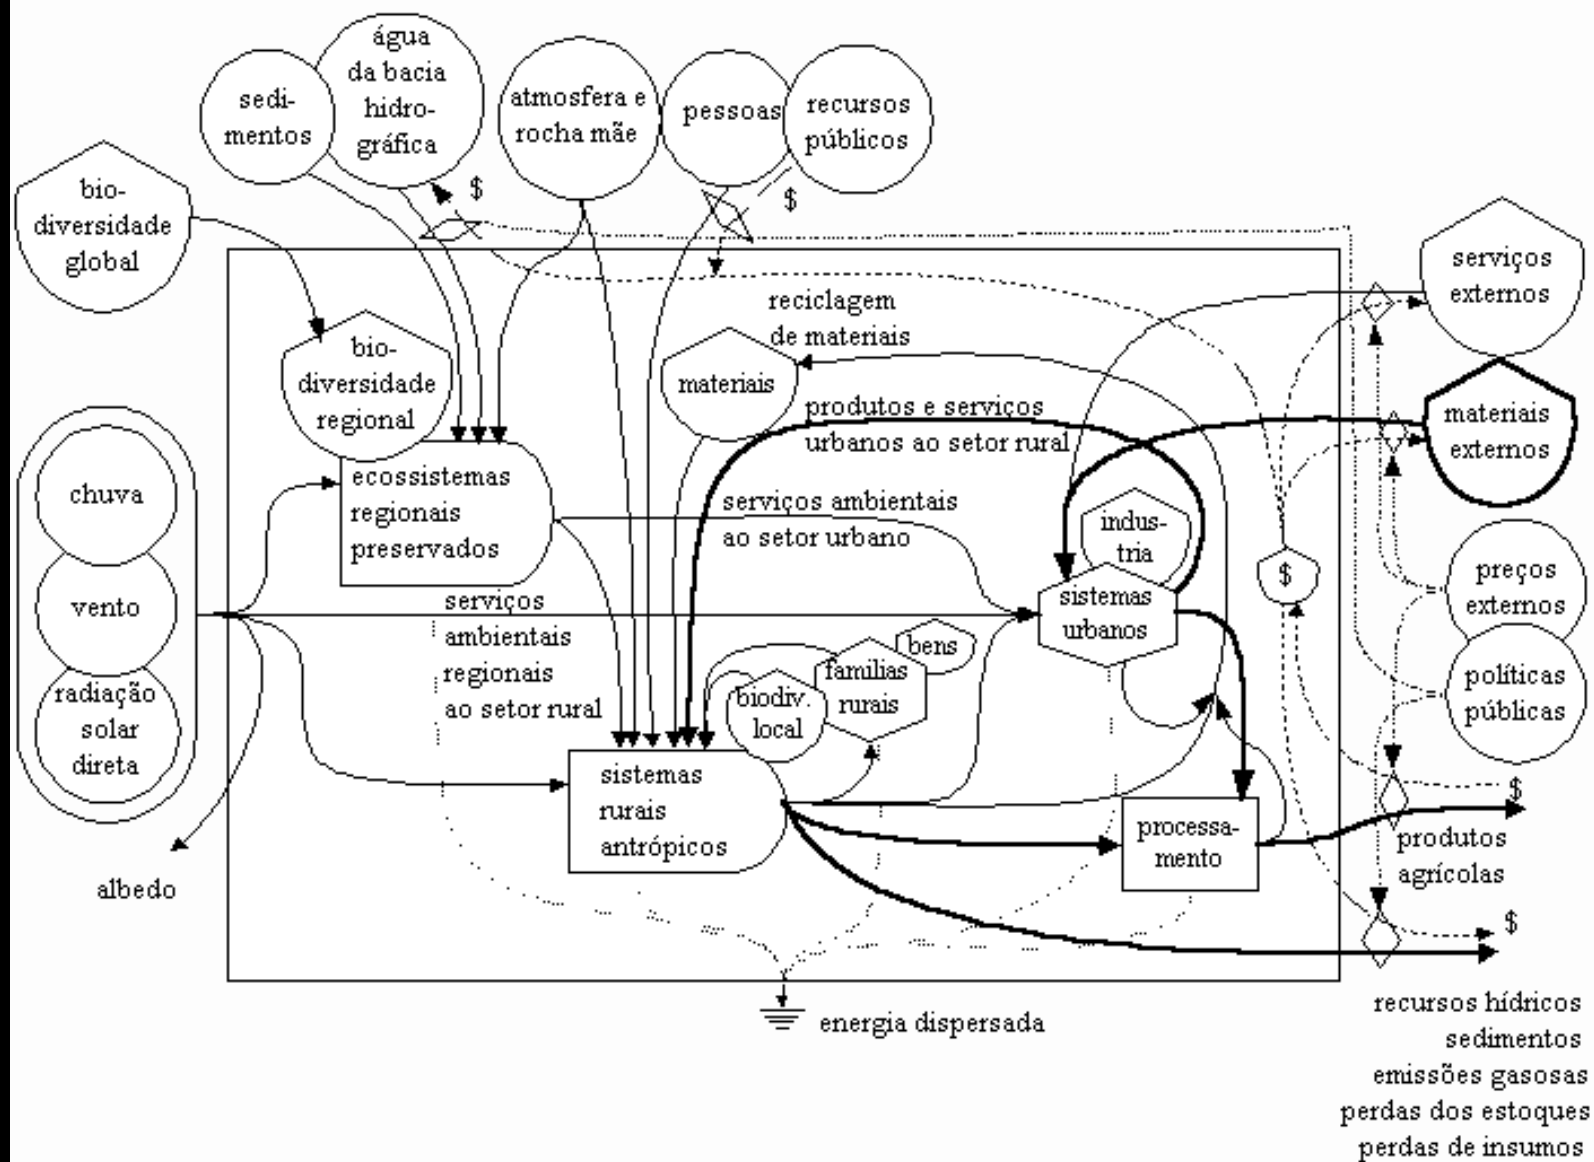 água
da bacia
hidro-
gráfica
sedi-
mentos
atmosfera e
rocha mãe
pessoas
recursos
públicos
bio-
diversidade
global
$
$
serviços
externos
reciclagem
de materiais
bio-
diversidade
regional
materiais
produtos e serviços
urbanos ao setor rural
materiais
externos
chuva
ecossistemas
regionais
preservados
serviços ambientais
ao setor urbano
indus-
tria
vento
serviços
ambientais
regionais
ao setor rural
sistemas
urbanos
$
preços
externos
bens
familias
rurais
biodiv.
local
políticas
públicas
radiação
solar
direta
sistemas
rurais
antrópicos
$
processa-
mento
produtos
agrícolas
albedo
$
energia dispersada
recursos hídricos
sedimentos
emissões gasosas
perdas dos estoques
perdas de insumos